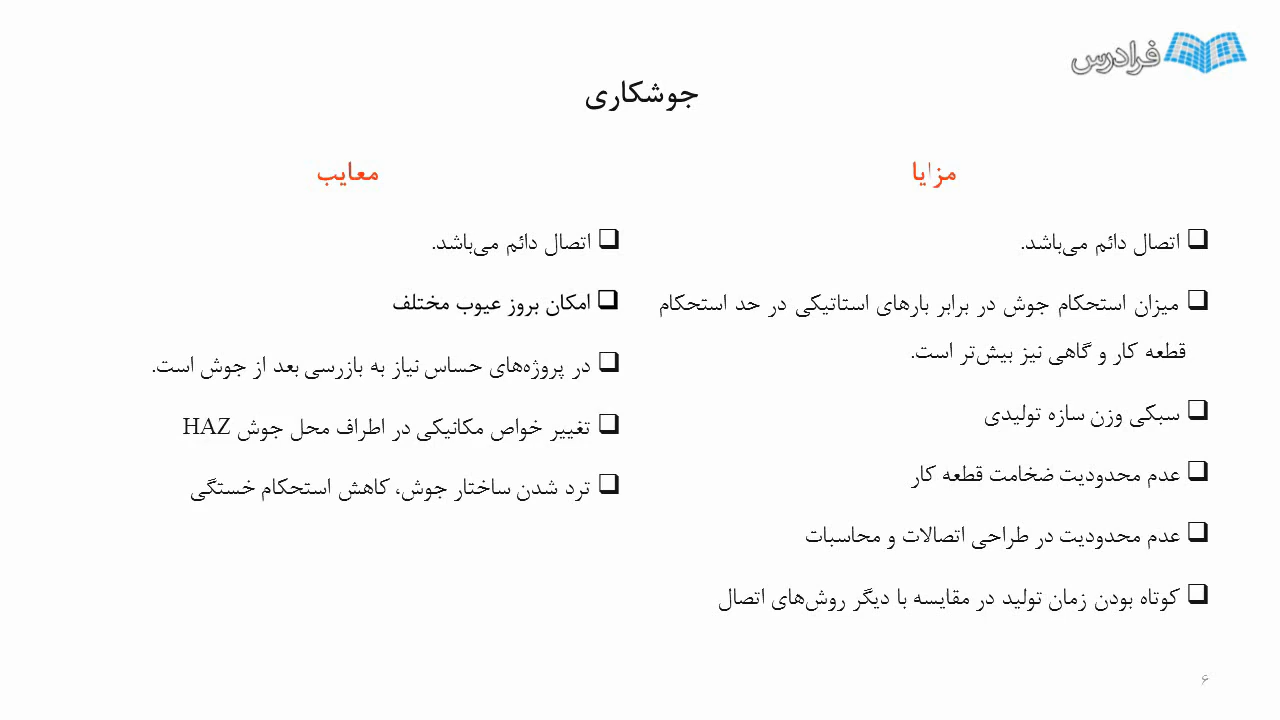 فرادرس
جوشکاری
مزایا
❑ اتصال دائم می‌باشد.
❑ میزان استحکام جوش در برابر بارهای استاتیکی در حد استحکام
قطعه کار و گاهی نیز بیش‌تر است.
❑ سبکی وزن سازه تولیدی
❑ عدم محدودیت ضخامت قطعه کار
❑ عدم محدودیت در طراحی اتصالات و محاسبات
❑ کوتاه بودن زمان تولید در مقایسه با دیگر روش‌های اتصال
معایب
❑ اتصال دائم می‌باشد.
❑ امکان بروز عیوب مختلف
❑ در پروژه‌های حساس نیاز به بازرسی بعد از جوش است.
❑ تغییر خواص مکانیکی در اطراف محل جوش HAZ
❑ ترد شدن ساختار جوش، کاهش استحکام خستگی
۶